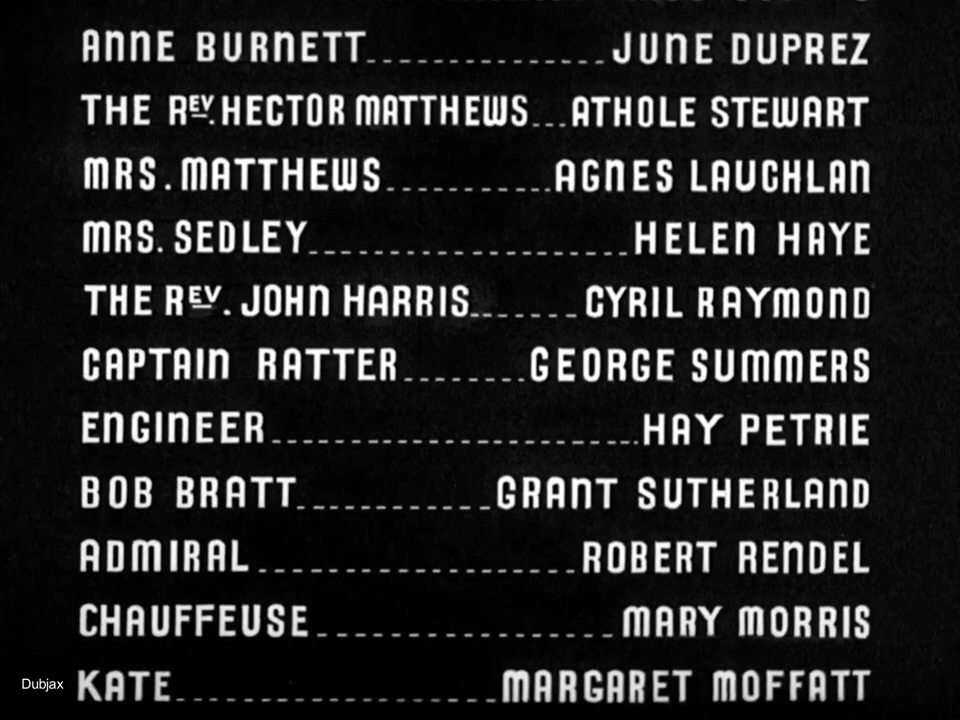 ANNE BURNETT...............JUNE DUPREZ
THE REV. HECTOR MATTHEWS...ATHOLE STEWART
MRS. MATTHEWS...........AGNES LAUCHLAN
MRS. SEDLEY.....................HELEN HAYE
THE REV. JOHN HARRIS.......CYRIL RAYMOND
CAPTAIN RATTER........GEORGE SUMMERS
ENGINEER........................HAY PETRIE
BOB BRATT............GRANT SUTHERLAND
ADMIRAL....................ROBERT RENDEL
CHAUFFEUSE...................MARY MORRIS
Dubjax
KATE.....................MARGARET MOFFATT